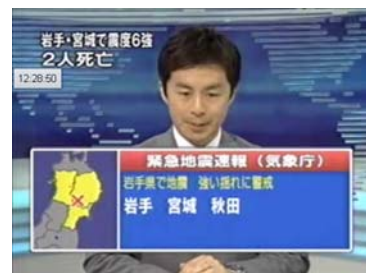 岩手・宮城で震度6強
2人死亡
12:28:50
緊急地震速報（気象庁）
岩手県で地震　強い揺れに警戒
岩手　宮城　秋田